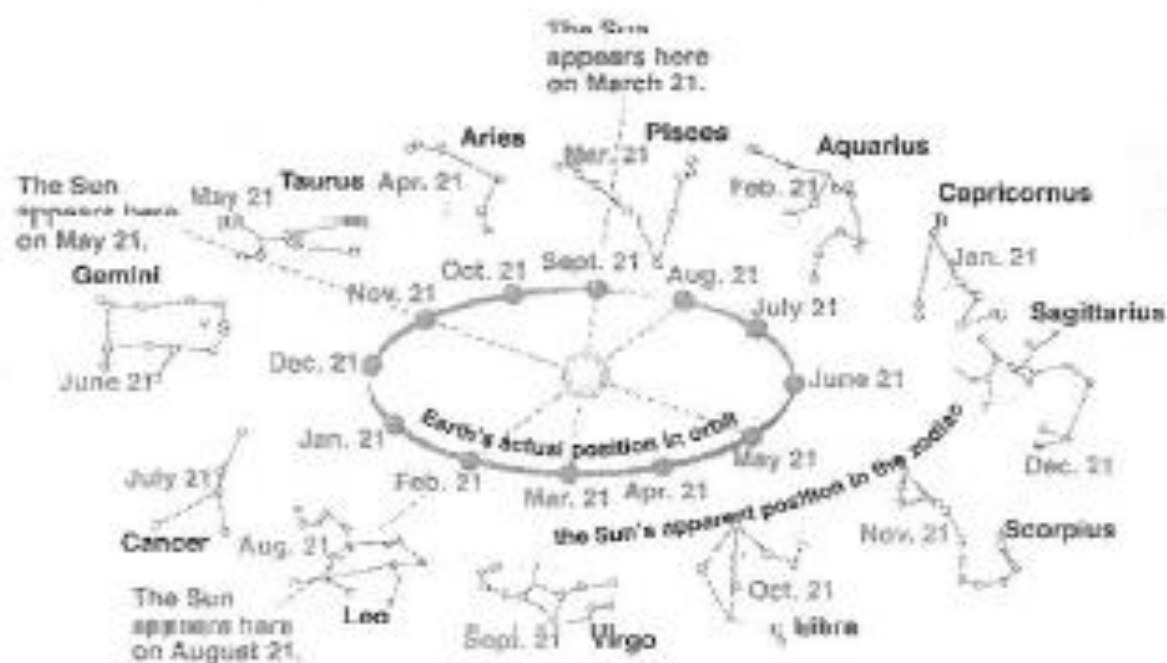 The Sun
appears here
on March 21.
Aries
Pisces
Mar. 21
Aquarius
Taurus
Apr. 21
Feb. 21
The Sun
appears here
on May 21.
May 21
Capricornus
Jan. 21
Gemini
June 21
Sagittarius
Dec. 21
Oct. 21
Sept. 21
Aug. 21
Nov. 21
July 21
Dec. 21
June 21
Jan. 21
Earth's actual position in orbit
May 21
Feb. 21
Mar. 21
Apr. 21
the Sun's apparent position in the zodiac
July 21
Cancer
Aug. 21
Leo
The Sun
appears here
on August 21.
Sept. 21
Virgo
Oct. 21
Libra
Nov. 21
Scorpius